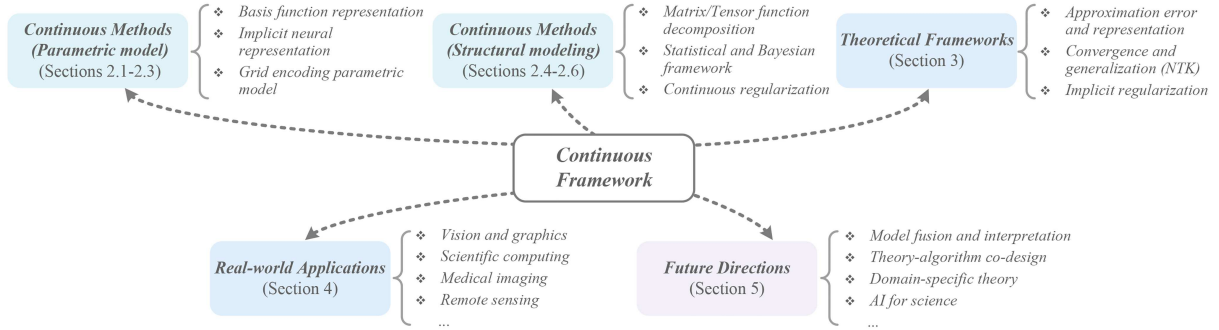 Continuous Methods
(Parametric model)
(Sections 2.1-2.3)
❖ Basis function representation
❖ Implicit neural
representation
❖ Grid encoding parametric
model
Continuous Methods
(Structural modeling)
(Sections 2.4-2.6)
❖ Matrix/Tensor function
decomposition
❖ Statistical and Bayesian
framework
❖ Continuous regularization
Theoretical Frameworks
(Section 3)
❖ Approximation error
and representation
❖ Convergence and
generalization (NTK)
❖ Implicit regularization
Continuous
Framework
Real-world Applications
(Section 4)
❖ Vision and graphics
❖ Scientific computing
❖ Medical imaging
❖ Remote sensing
...
Future Directions
(Section 5)
❖ Model fusion and interpretation
❖ Theory-algorithm co-design
❖ Domain-specific theory
❖ AI for science
...